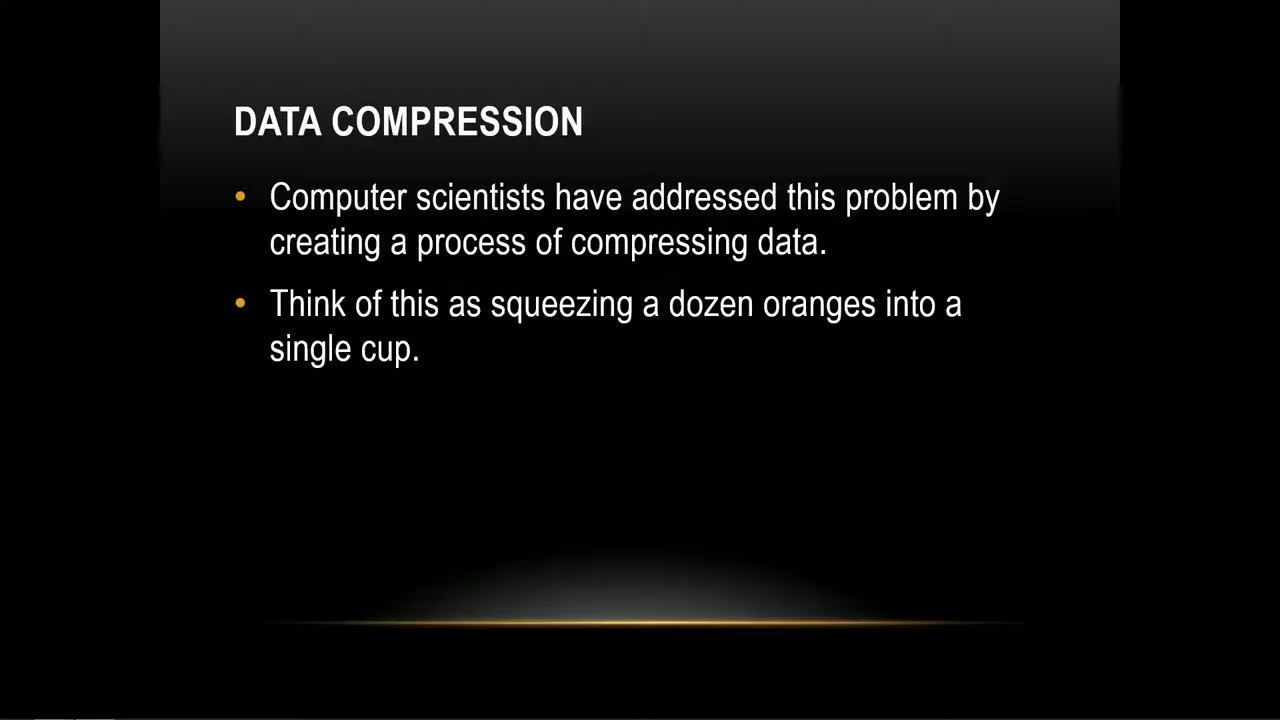 DATA COMPRESSION
• Computer scientists have addressed this problem by
creating a process of compressing data.
• Think of this as squeezing a dozen oranges into a
single cup.